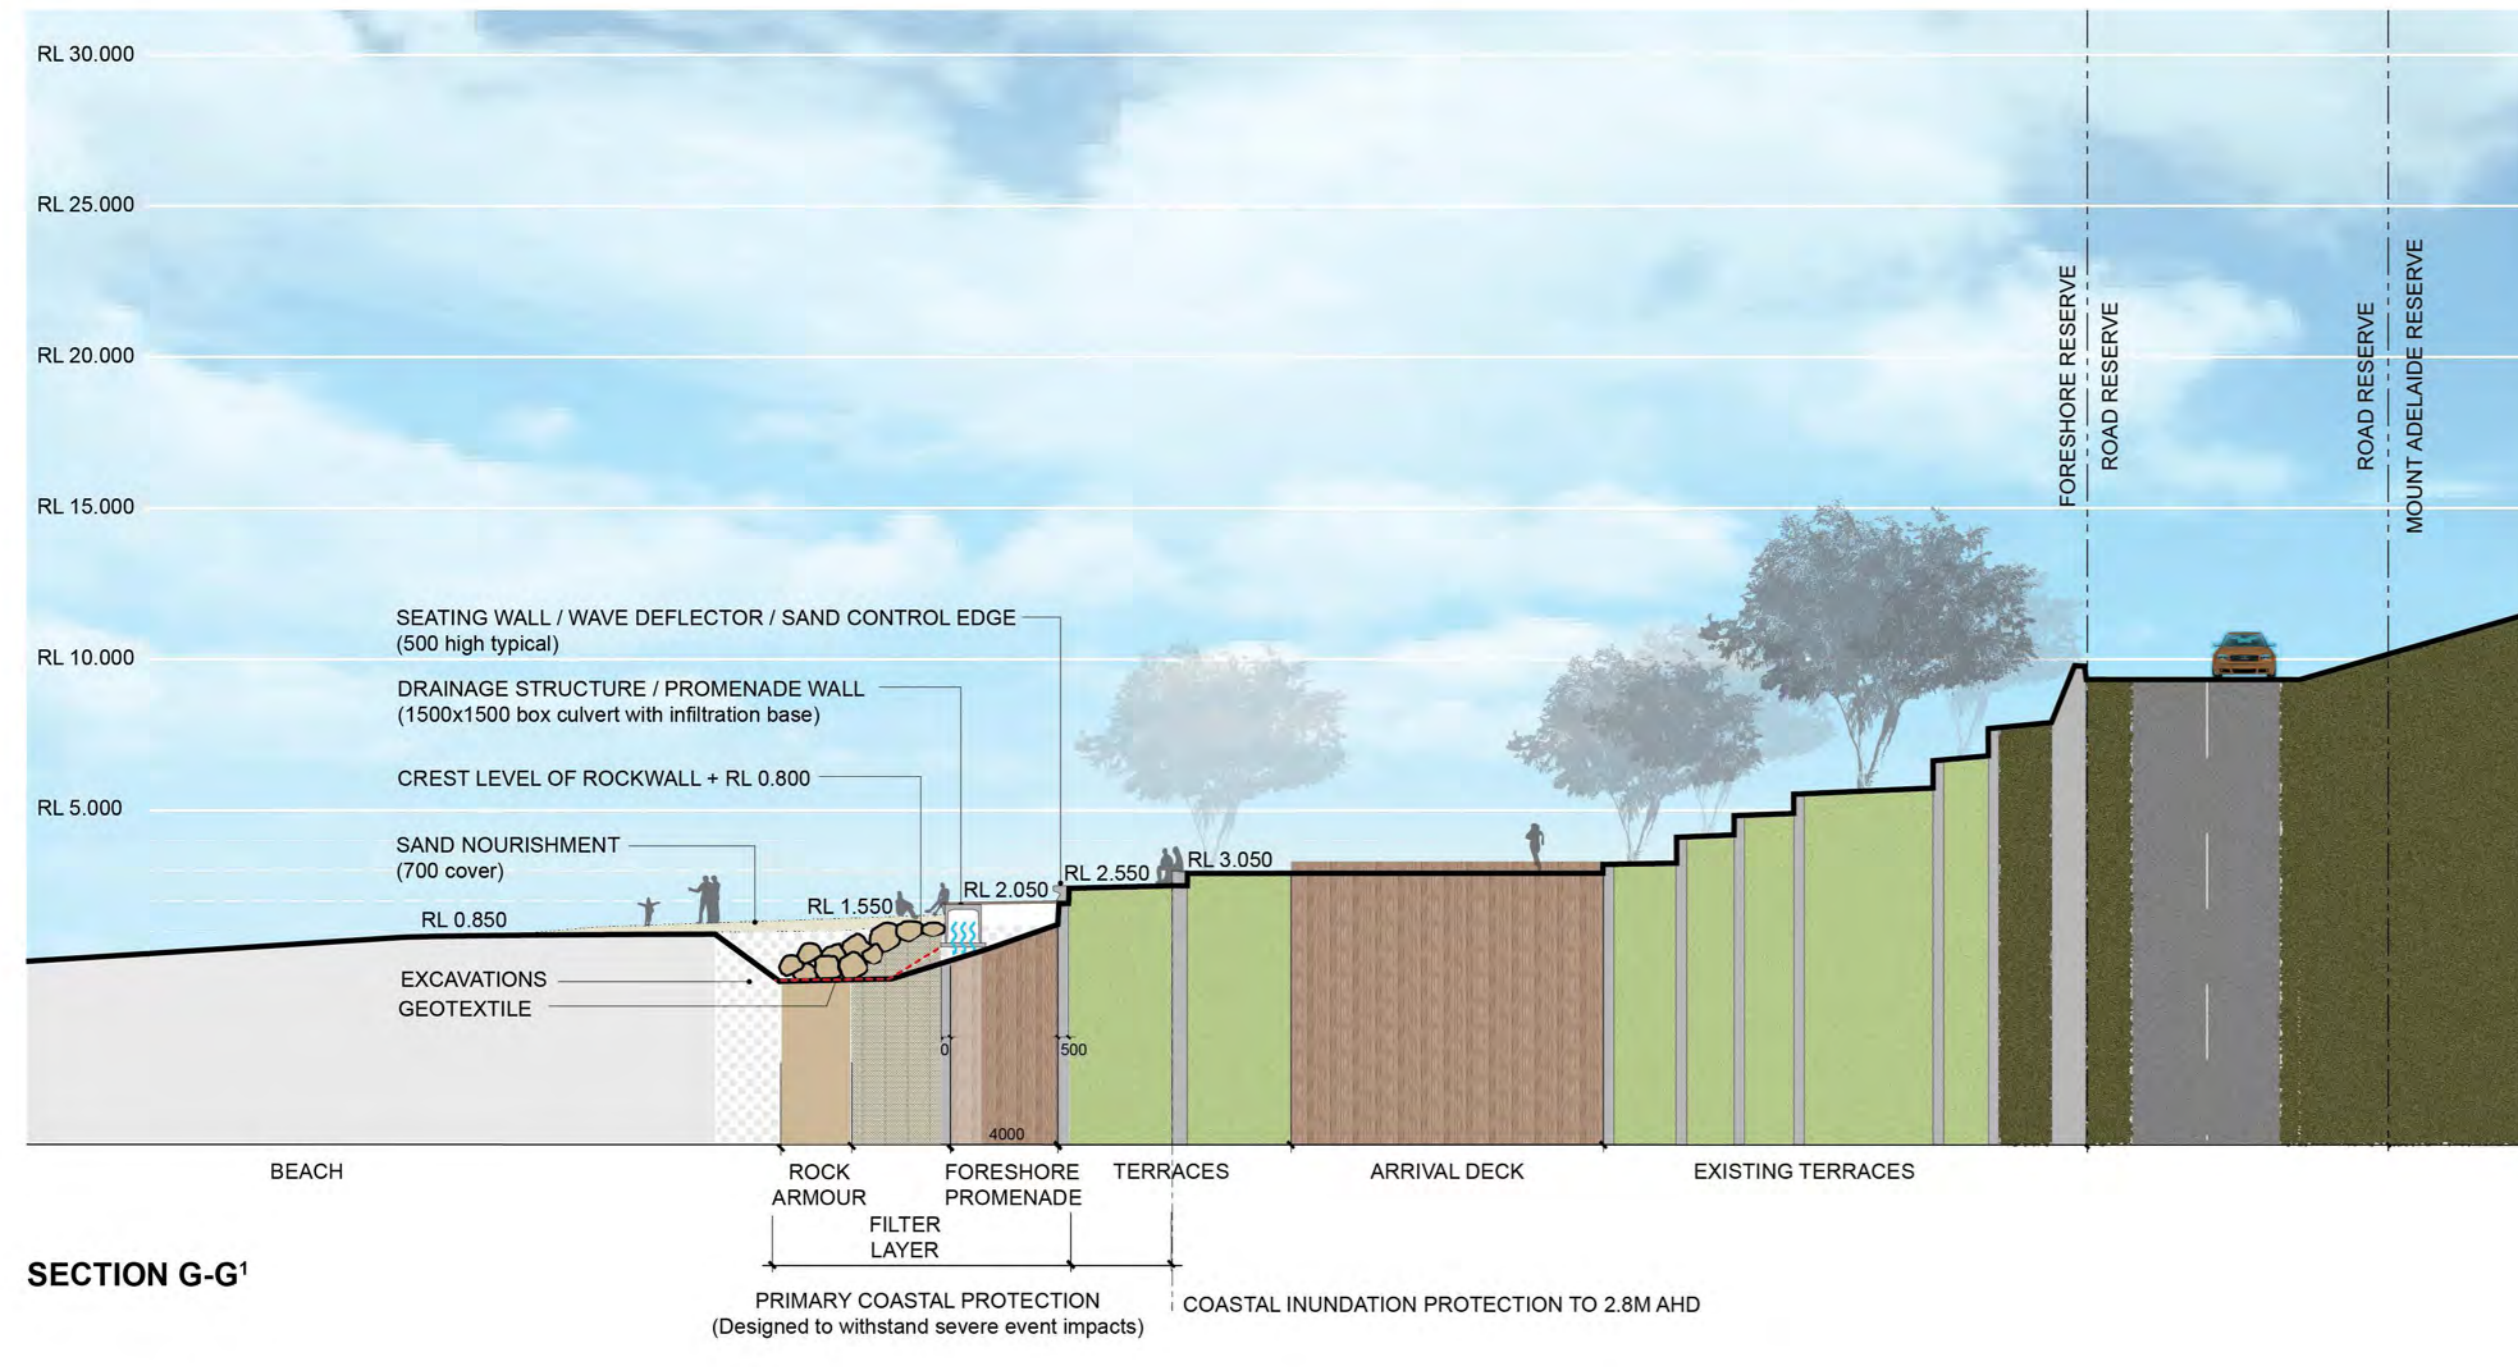 RL 30.000
RL 25.000
RL 20.000
RL 15.000
RL 10.000
RL 5.000
FORESHORE RESERVE
ROAD RESERVE
ROAD RESERVE
MOUNT ADELAIDE RESERVE
SEATING WALL / WAVE DEFLECTOR / SAND CONTROL EDGE
(500 high typical)
DRAINAGE STRUCTURE / PROMENADE WALL
(1500x1500 box culvert with infiltration base)
CREST LEVEL OF ROCKWALL + RL 0.800
SAND NOURISHMENT
(700 cover)
RL 0.850
RL 1.550
RL 2.050
RL 2.550
RL 3.050
EXCAVATIONS
GEOTEXTILE
0
500
4000
BEACH
ROCK
ARMOUR
FORESHORE
PROMENADE
TERRACES
ARRIVAL DECK
EXISTING TERRACES
FILTER
LAYER
SECTION G-G¹
PRIMARY COASTAL PROTECTION
(Designed to withstand severe event impacts)
COASTAL INUNDATION PROTECTION TO 2.8M AHD